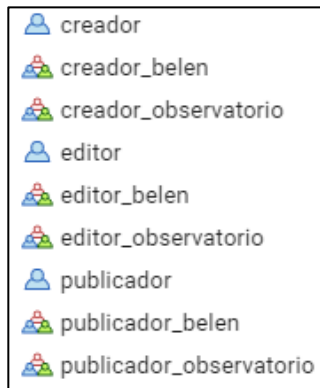 creador
creador_belen
creador_observatorio
editor
editor_belen
editor_observatorio
publicador
publicador_belen
publicador_observatorio